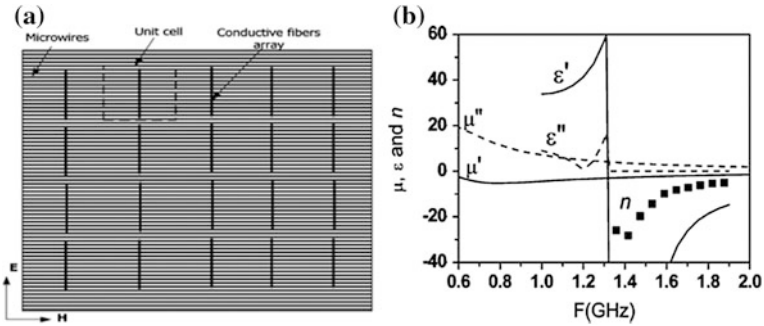 (a)
Microwires
Unit cell
Conductive fibers
array
E
H
(b)
μ, ε and n
60
40
20
0
-20
-40
ε'
μ"
ε"
μ'
n
0.6 0.8 1.0 1.2 1.4 1.6 1.8 2.0
F(GHz)